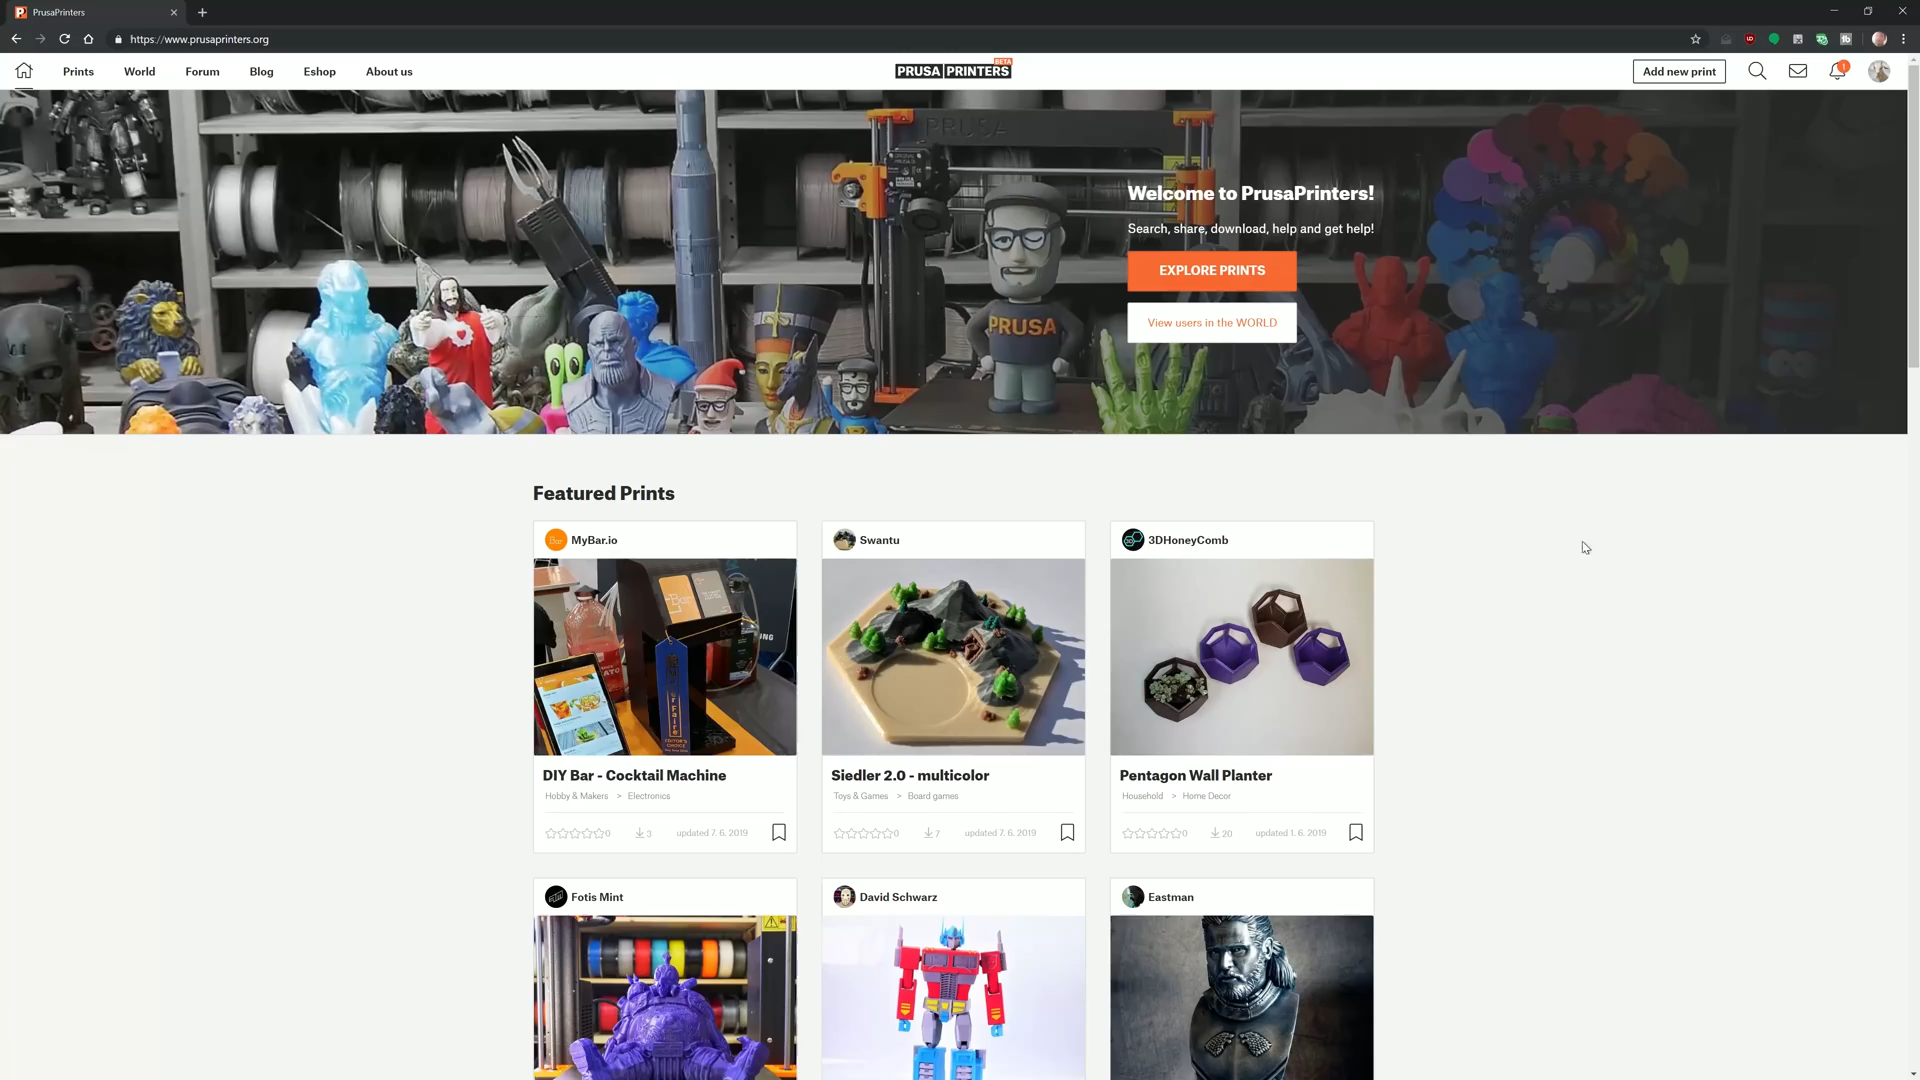 PrusaPrinters
https://www.prusaprinters.org
Prints World Forum Blog Eshop About us
PRUSA PRINTERS BETA
Add new print
1
PRUSA
Welcome to PrusaPrinters!
Search, share, download, help and get help!
EXPLORE PRINTS
View users in the WORLD
PRUSA
Featured Prints
MyBar.io
DIY Bar - Cocktail Machine
Hobby & Makers > Electronics
0 3 updated 7. 6. 2019
Swantu
Siedler 2.0 - multicolor
Toys & Games > Board games
0 7 updated 7. 6. 2019
3DHoneyComb
Pentagon Wall Planter
Household > Home Decor
0 20 updated 1. 6. 2019
Fotis Mint
David Schwarz
Eastman